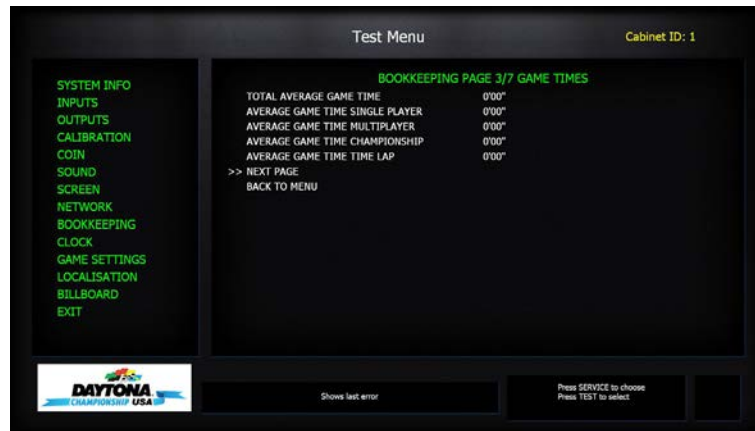 Test Menu
Cabinet ID: 1
SYSTEM INFO
INPUTS
OUTPUTS
CALIBRATION
COIN
SOUND
SCREEN
NETWORK
BOOKKEEPING
CLOCK
GAME SETTINGS
LOCALISATION
BILLBOARD
EXIT
BOOKKEEPING PAGE 3/7 GAME TIMES
TOTAL AVERAGE GAME TIME 0'00"
AVERAGE GAME TIME SINGLE PLAYER 0'00"
AVERAGE GAME TIME MULTIPLAYER 0'00"
AVERAGE GAME TIME CHAMPIONSHIP 0'00"
AVERAGE GAME TIME TIME LAP 0'00"
>> NEXT PAGE
BACK TO MENU
DAYTONA
CHAMPIONSHIP USA
Shows last error
Press SERVICE to choose
Press TEST to select